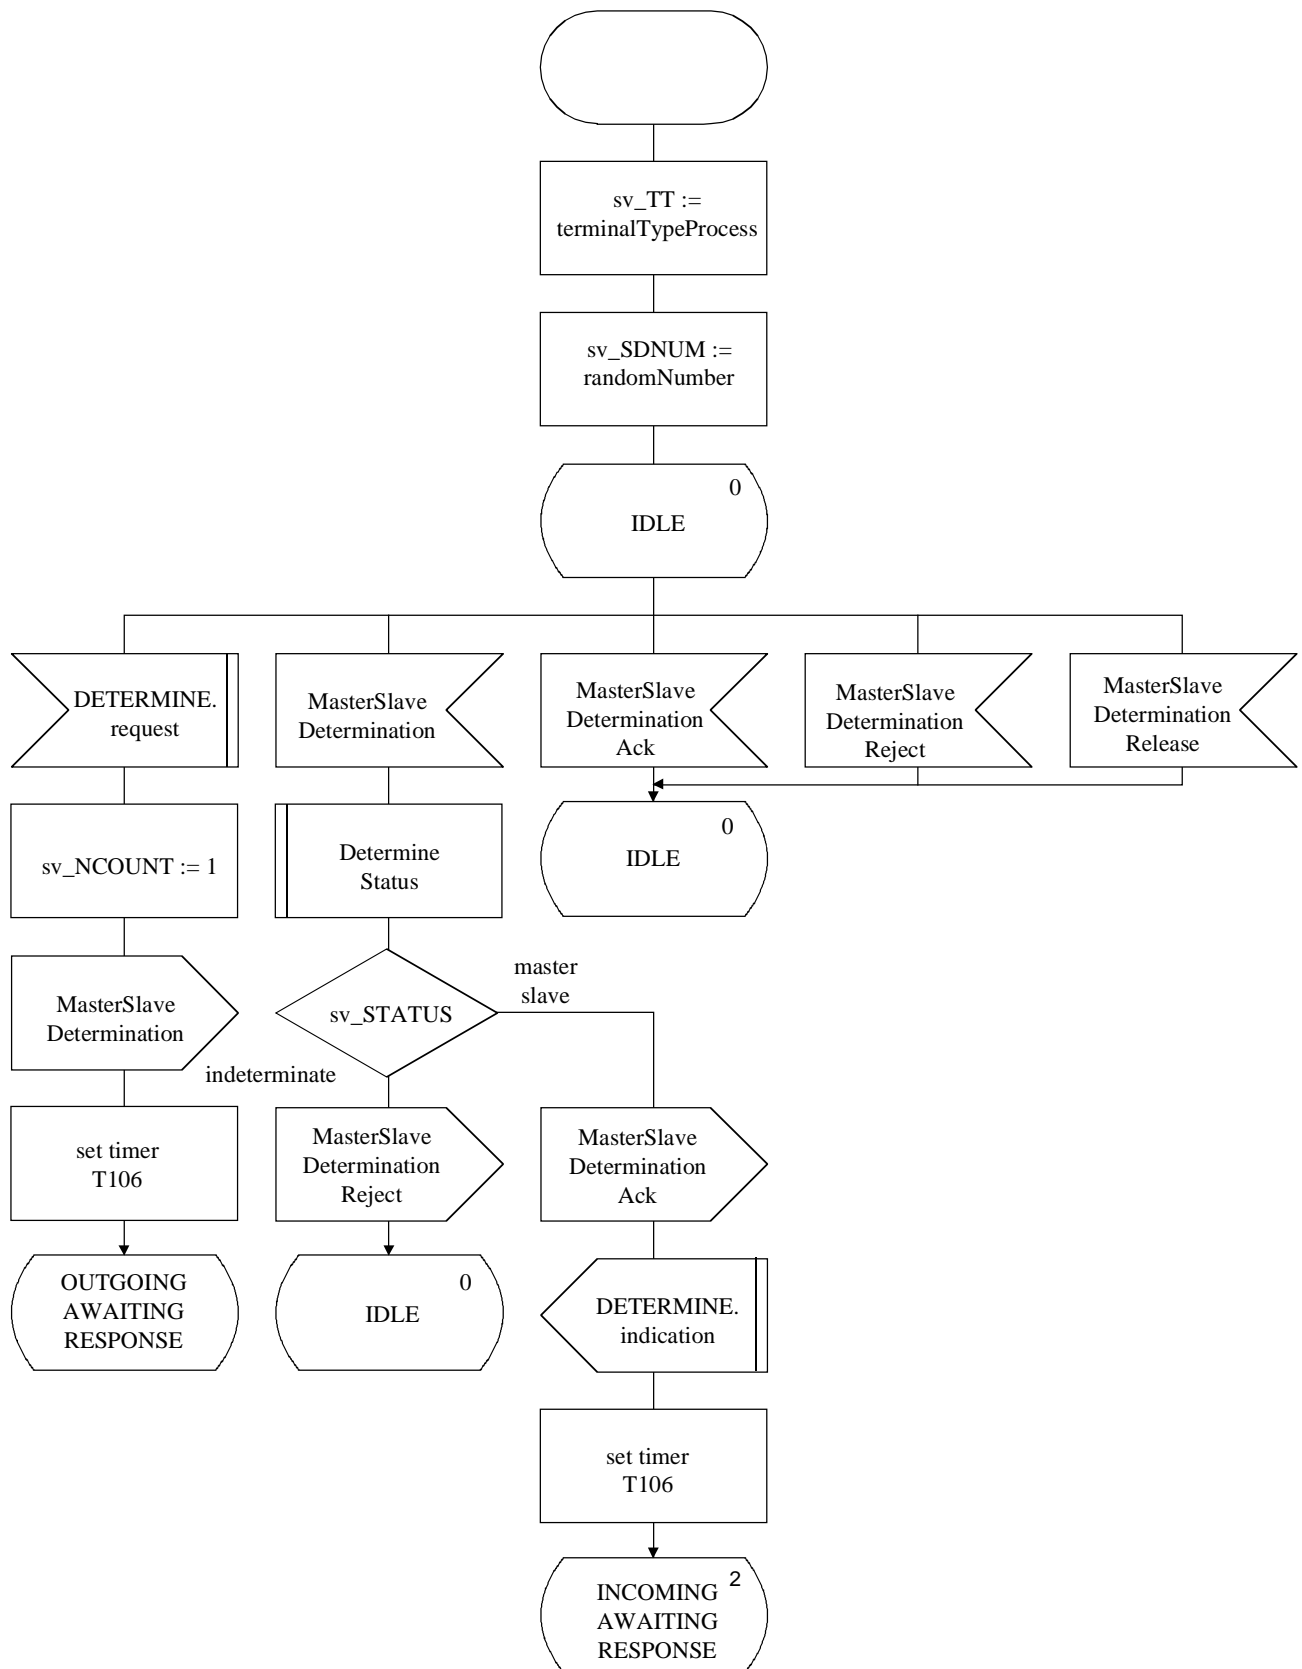 sv_TT :=
terminalTypeProcess
sv_SDNUM :=
randomNumber
0
IDLE
DETERMINE.
request
MasterSlave
Determination
MasterSlave
Determination
Ack
MasterSlave
Determination
Reject
MasterSlave
Determination
Release
sv_NCOUNT := 1
Determine
Status
0
IDLE
MasterSlave
Determination
sv_STATUS
master
slave
indeterminate
set timer
T106
MasterSlave
Determination
Reject
MasterSlave
Determination
Ack
OUTGOING
AWAITING
RESPONSE
0
IDLE
DETERMINE.
indication
set timer
T106
2
INCOMING
AWAITING
RESPONSE